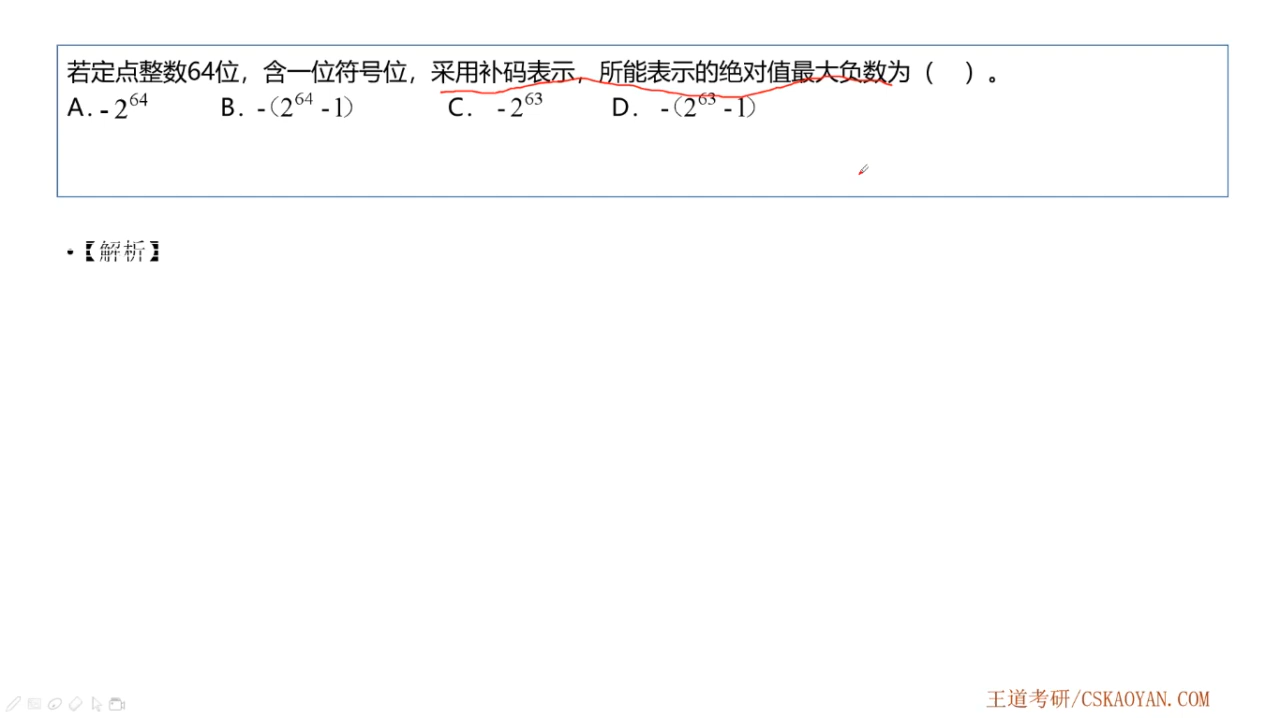 若定点整数64位，含一位符号位，采用补码表示，所能表示的绝对值最大负数为（　）。
A. -2^64　B. -（2^64 -1）　C. -2^63　D. -（2^63 -1）
•【解析】
王道考研/CSKAOYAN.COM